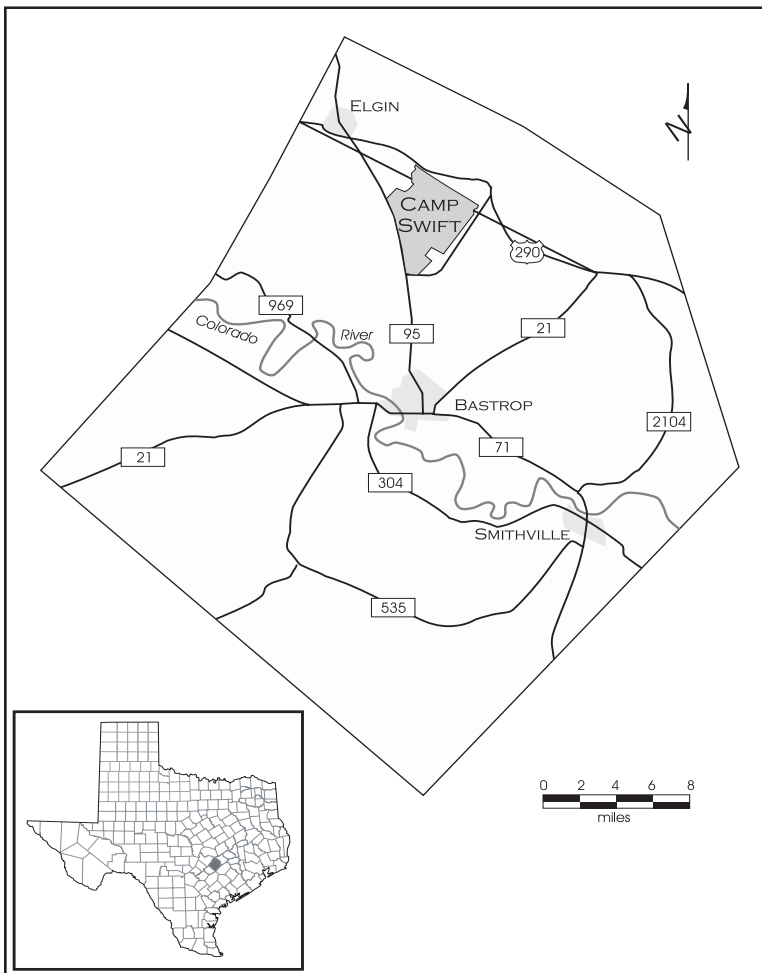 ELGIN
N
CAMP
SWIFT
290
969
Colorado
River
95
21
BASTROP
2104
21
71
304
SMITHVILLE
535
0 2 4 6 8
miles